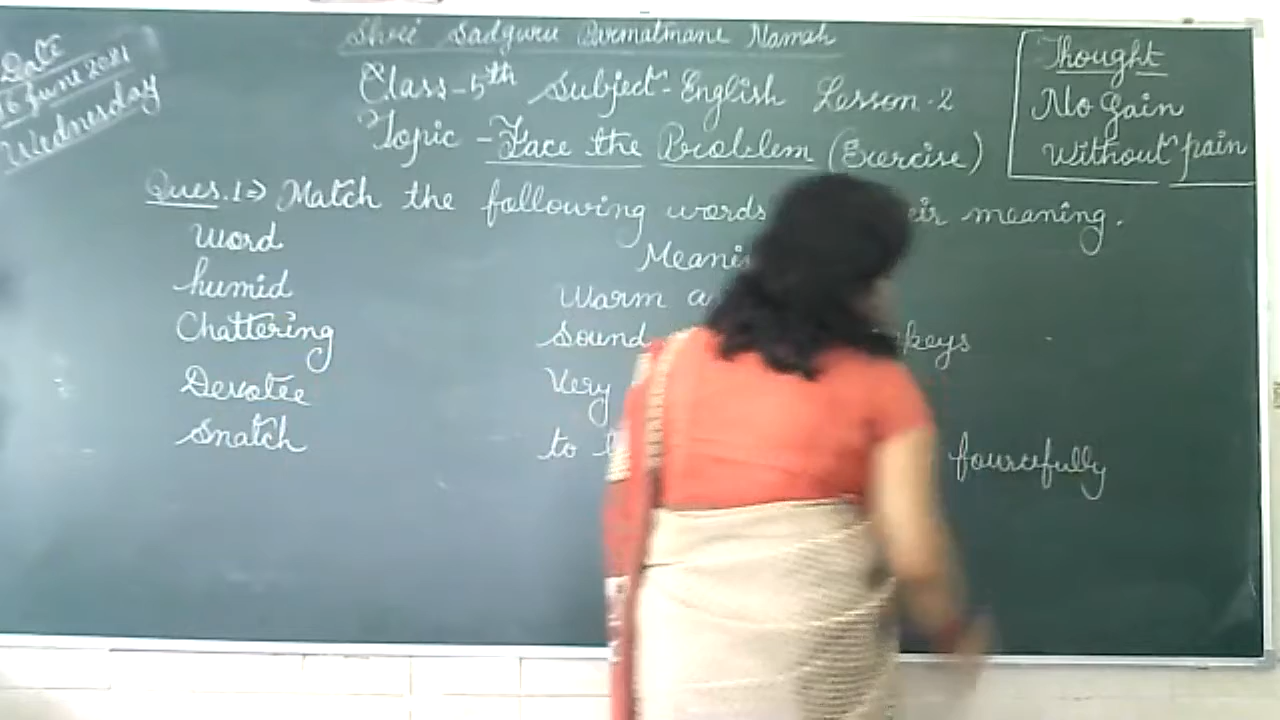 Shree Sadguru Parmatmane Namah
Date
16 June 2021
Wednesday
Class-5th Subject-English Lesson-2
Topic - Face the Problem (Exercise)
Thought
No Gain
Without pain
Ques.1⇒ Match the following words eir meaning.
Word Meani
humid Warm a
Chattering Sound keys
Devotee Very
Snatch to fourcefully